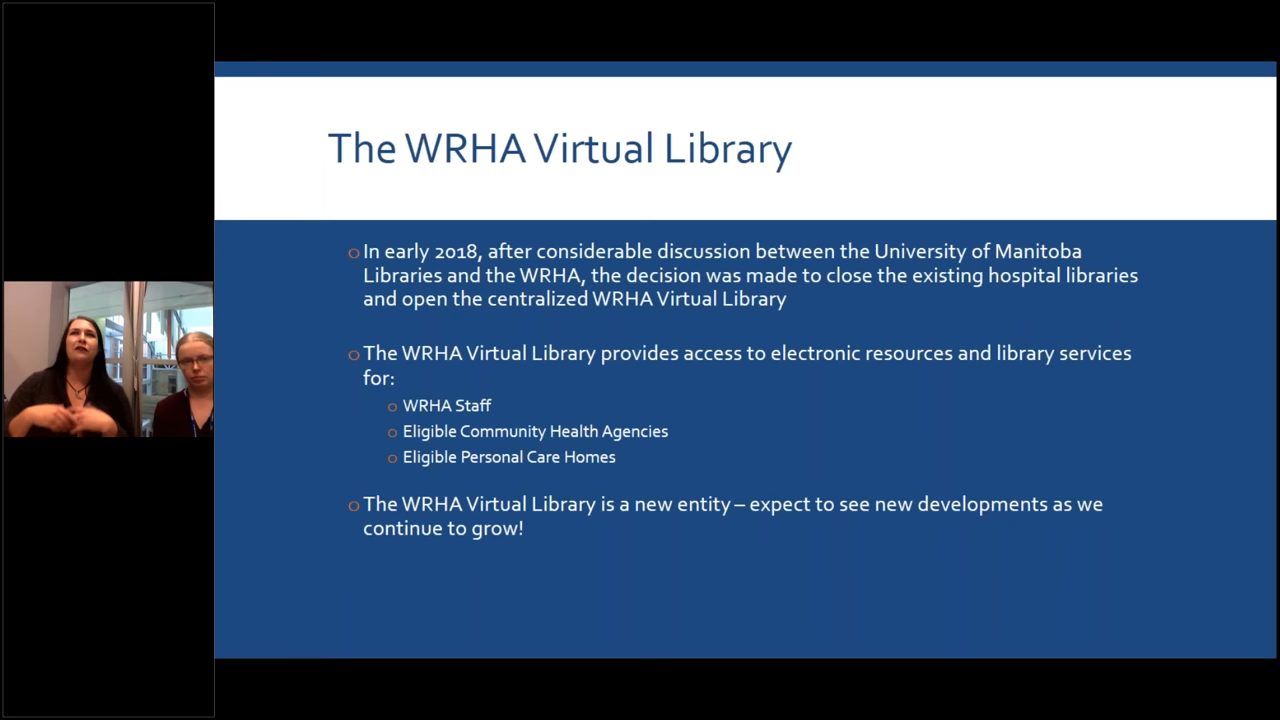 The WRHA Virtual Library
o In early 2018, after considerable discussion between the University of Manitoba
Libraries and the WRHA, the decision was made to close the existing hospital libraries
and open the centralized WRHA Virtual Library
o The WRHA Virtual Library provides access to electronic resources and library services
for:
o WRHA Staff
o Eligible Community Health Agencies
o Eligible Personal Care Homes
o The WRHA Virtual Library is a new entity – expect to see new developments as we
continue to grow!